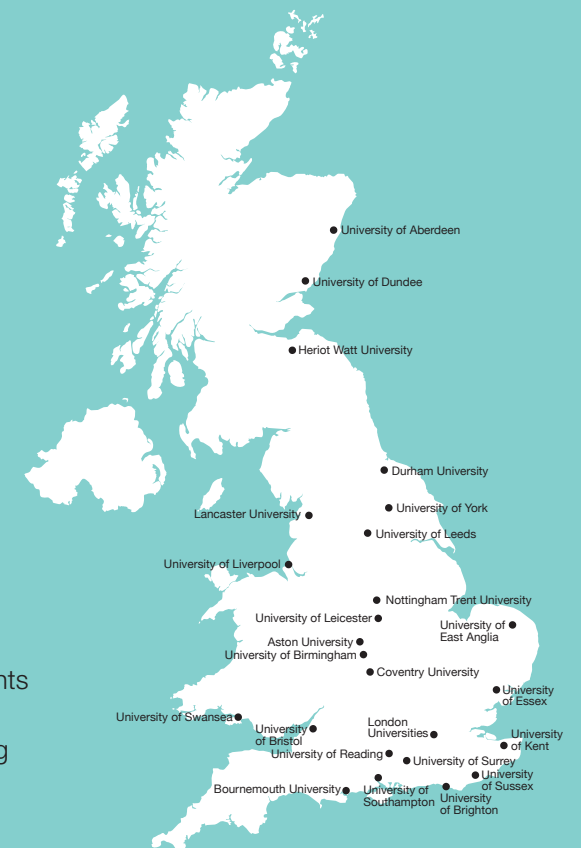 University of Aberdeen
University of Dundee
Heriot Watt University
Durham University
University of York
Lancaster University
University of Leeds
University of Liverpool
Nottingham Trent University
University of Leicester
University of
East Anglia
Aston University
University of Birmingham
Coventry University
nts
University
of Essex
University of Swansea
London
Universities
University
of Bristol
University
of Kent
g
University of Reading
University of Surrey
University
of Sussex
Bournemouth University
University of
Southampton
University
of Brighton